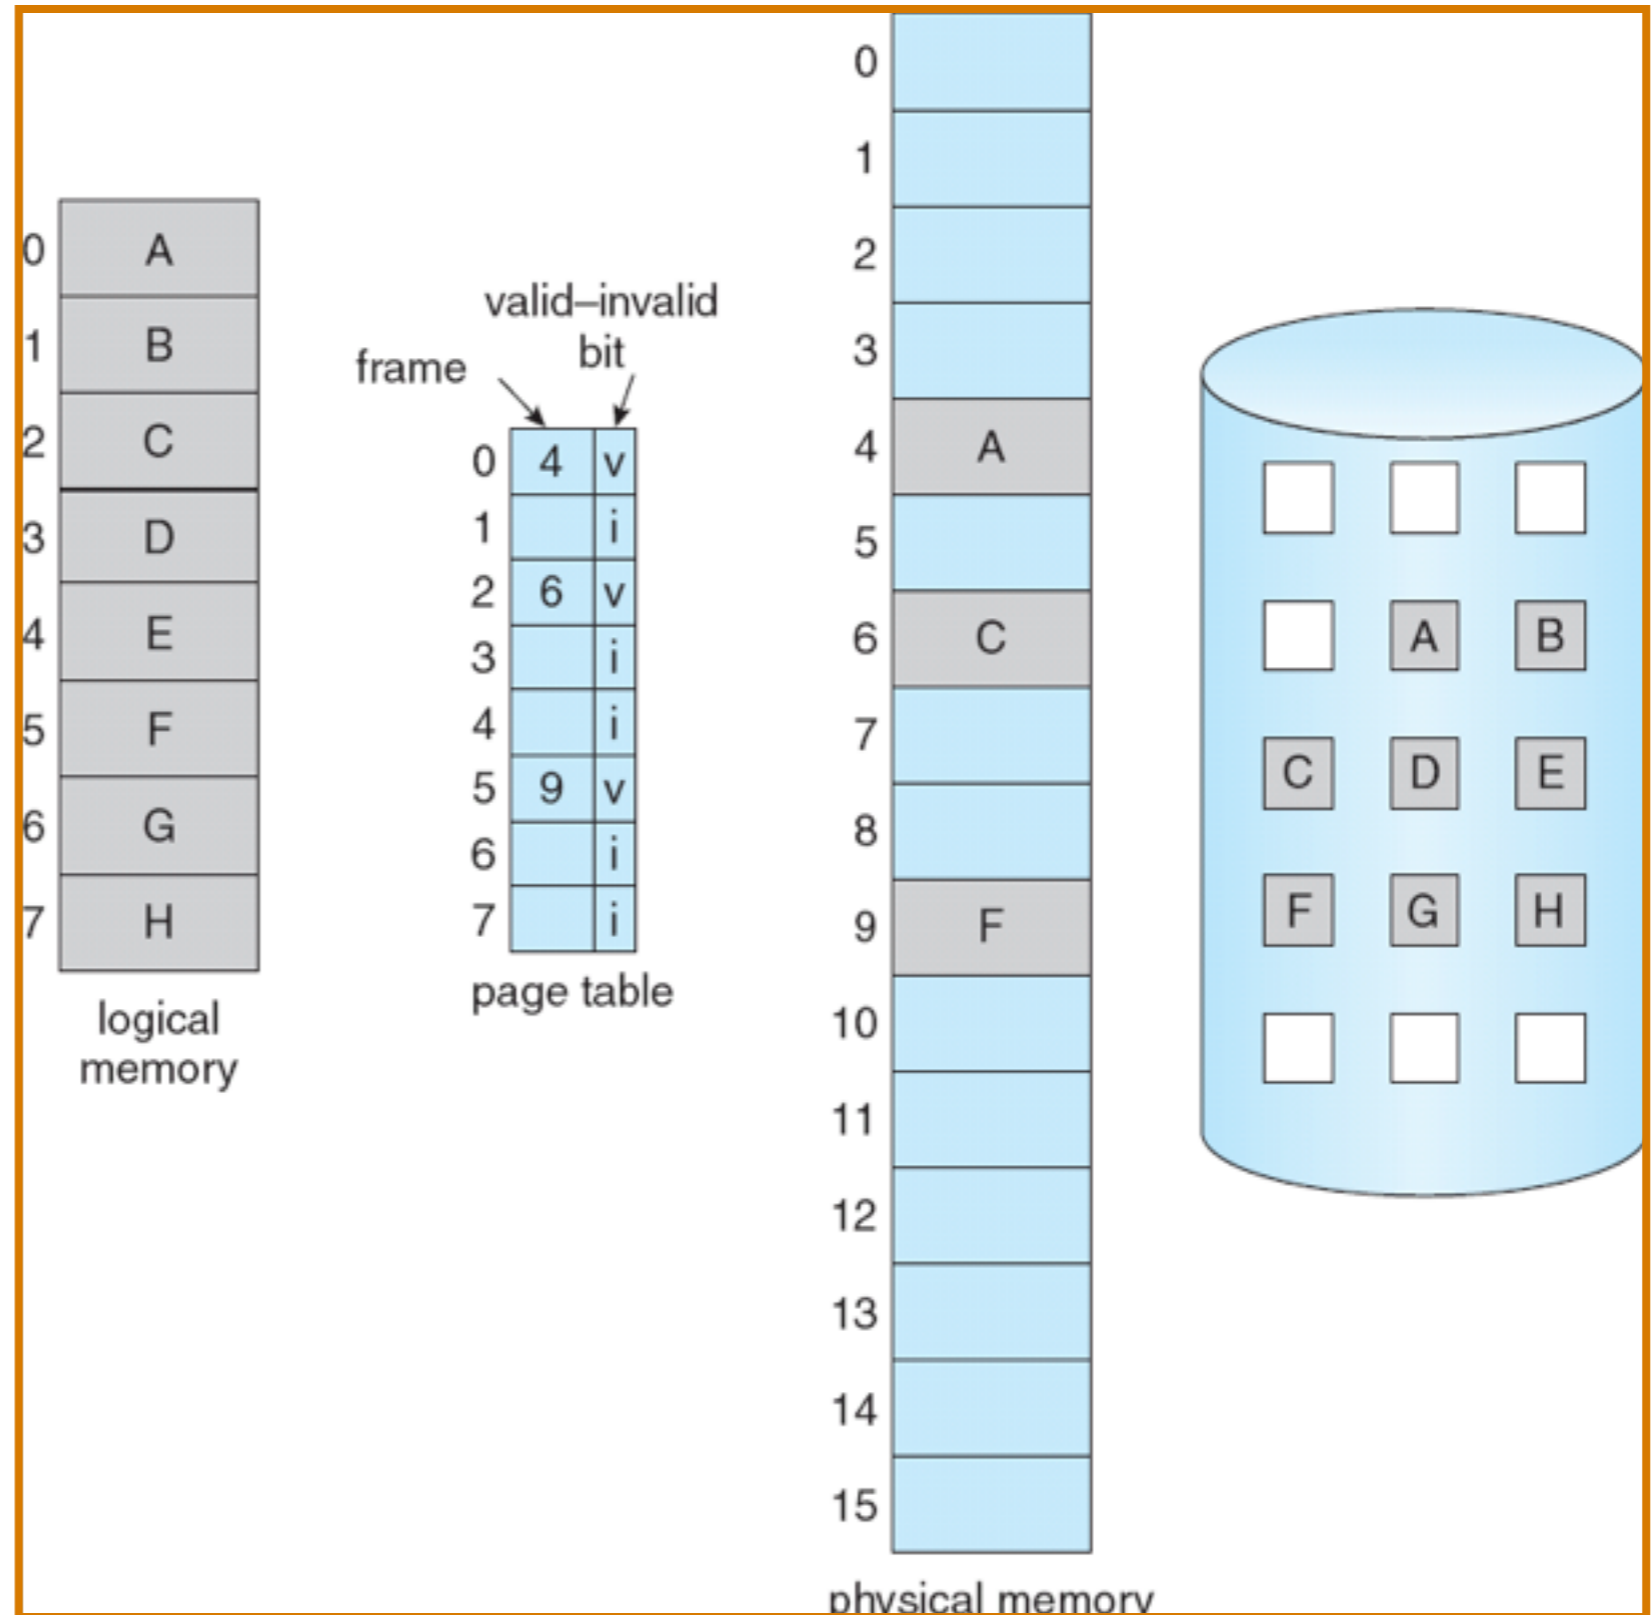 0 A
1 B
2 C
3 D
4 E
5 F
6 G
7 H
logical
memory
valid–invalid
bit
frame
0 4 v
1 i
2 6 v
3 i
4 i
5 9 v
6 i
7 i
page table
0
1
2
3
4 A
5
6 C
7
8
9 F
10
11
12
13
14
15
physical memory
A B
C D E
F G H